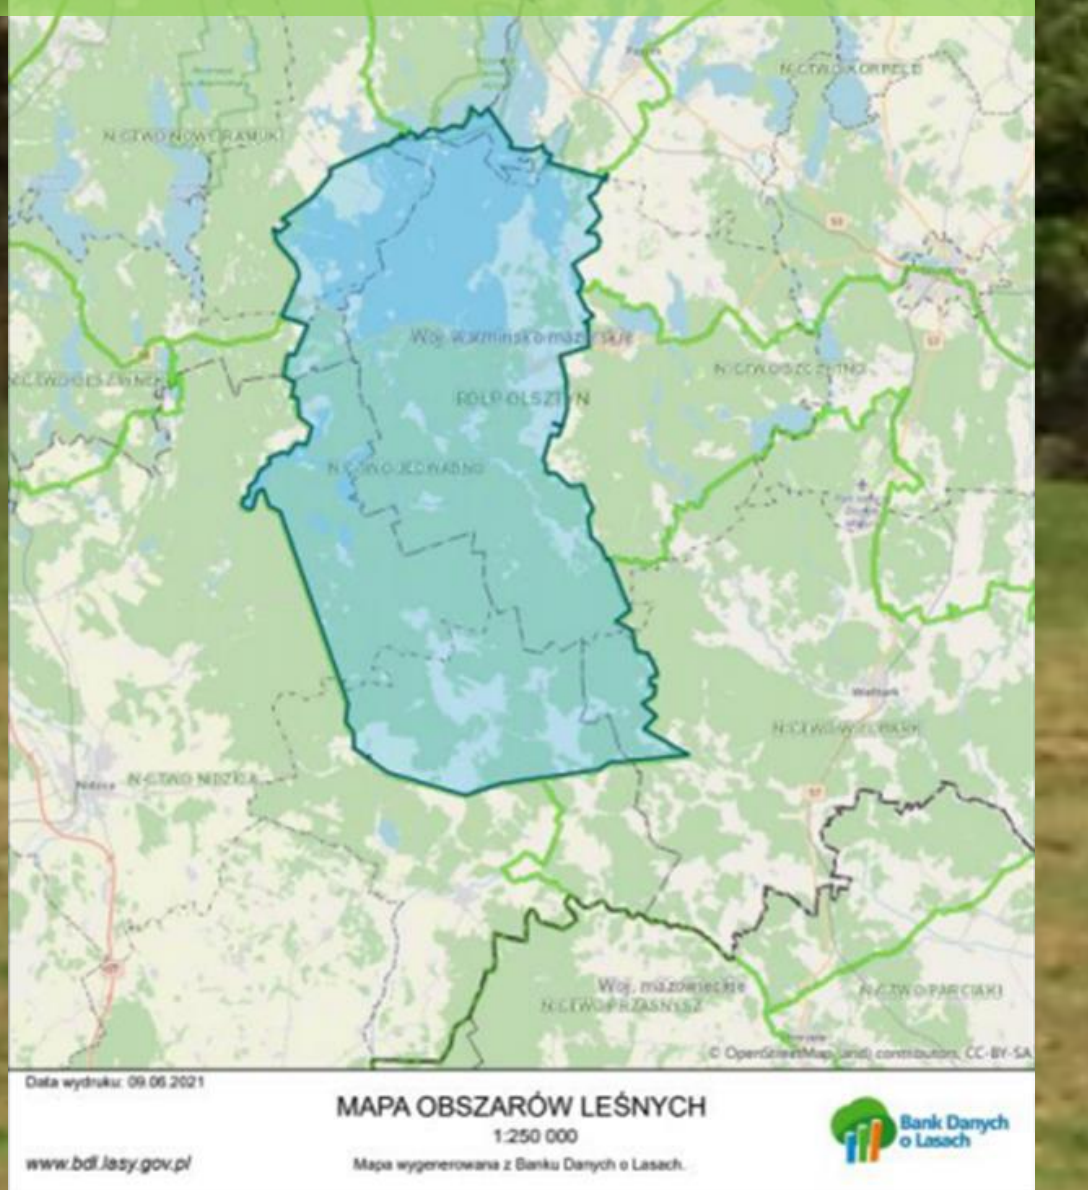 N-CTWO KORPELE
N-CTWO NOWE RAMUKI
53
Woj. warmińsko-mazurskie
53
N-CTWO OLSZTYNEK
N-CTWO SZCZYTNO
RDLP OLSZTYN
N-CTWO JEDWABNO
Wielbark
N-CTWO WIELBARK
N-CTWO NIDZICA
Nidzica
57
Woj. mazowieckie
N-CTWO PRZASNYSZ
N-CTWO PARCIAKI
© OpenStreetMap (and) contributors, CC-BY-SA
Data wydruku: 09.06.2021
MAPA OBSZARÓW LEŚNYCH
1:250 000
www.bdl.lasy.gov.pl
Mapa wygenerowana z Banku Danych o Lasach.
Bank Danych
o Lasach